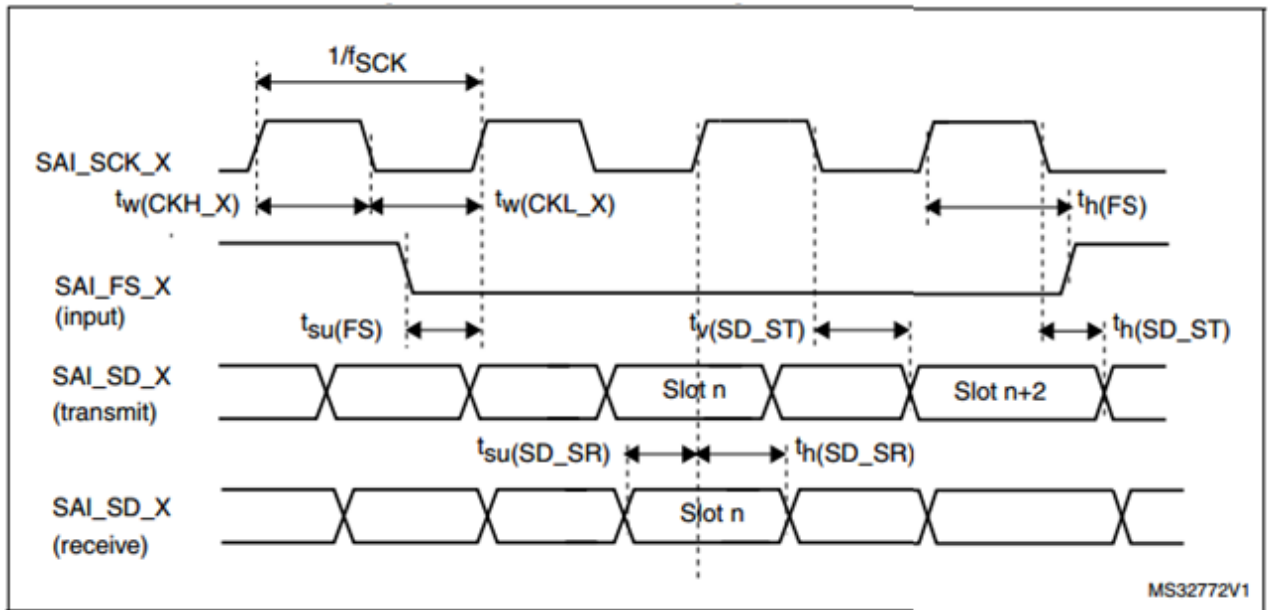 1/fSCK
SAI_SCK_X
tw(CKH_X) tw(CKL_X) th(FS)
SAI_FS_X
(input)
tsu(FS) tv(SD_ST) th(SD_ST)
SAI_SD_X
(transmit)
Slot n Slot n+2
tsu(SD_SR) th(SD_SR)
SAI_SD_X
(receive)
Slot n
MS32772V1